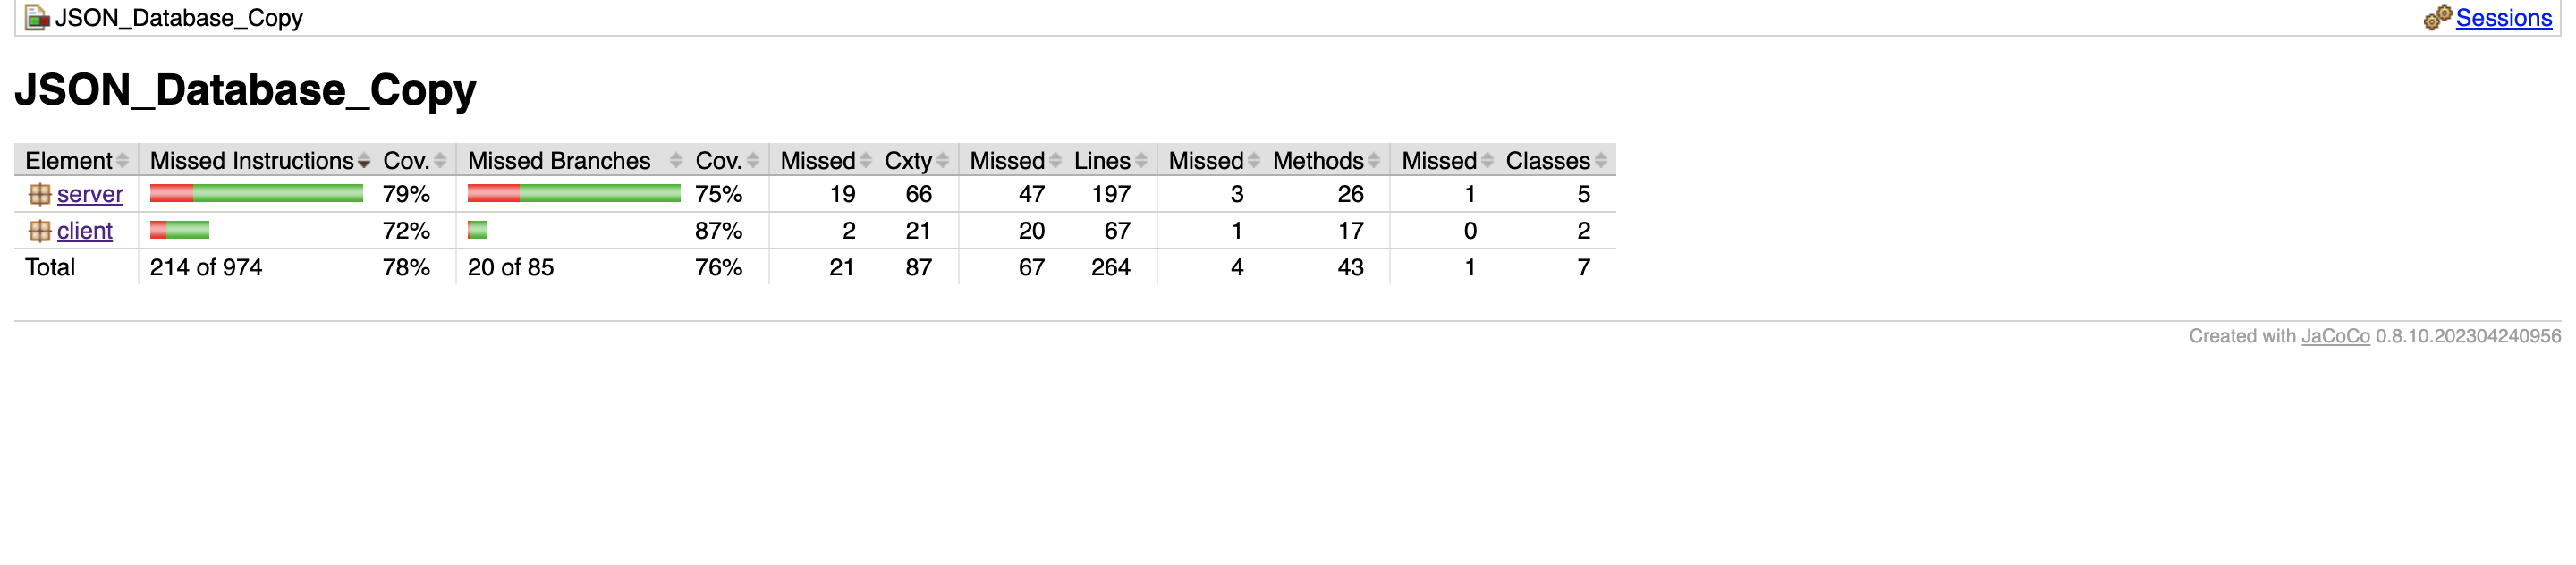 JSON_Database_Copy Sessions
JSON_Database_Copy
Element Missed Instructions Cov. Missed Branches Cov. Missed Cxty Missed Lines Missed Methods Missed Classes
server 79% 75% 19 66 47 197 3 26 1 5
client 72% 87% 2 21 20 67 1 17 0 2
Total 214 of 974 78% 20 of 85 76% 21 87 67 264 4 43 1 7
Created with JaCoCo 0.8.10.202304240956